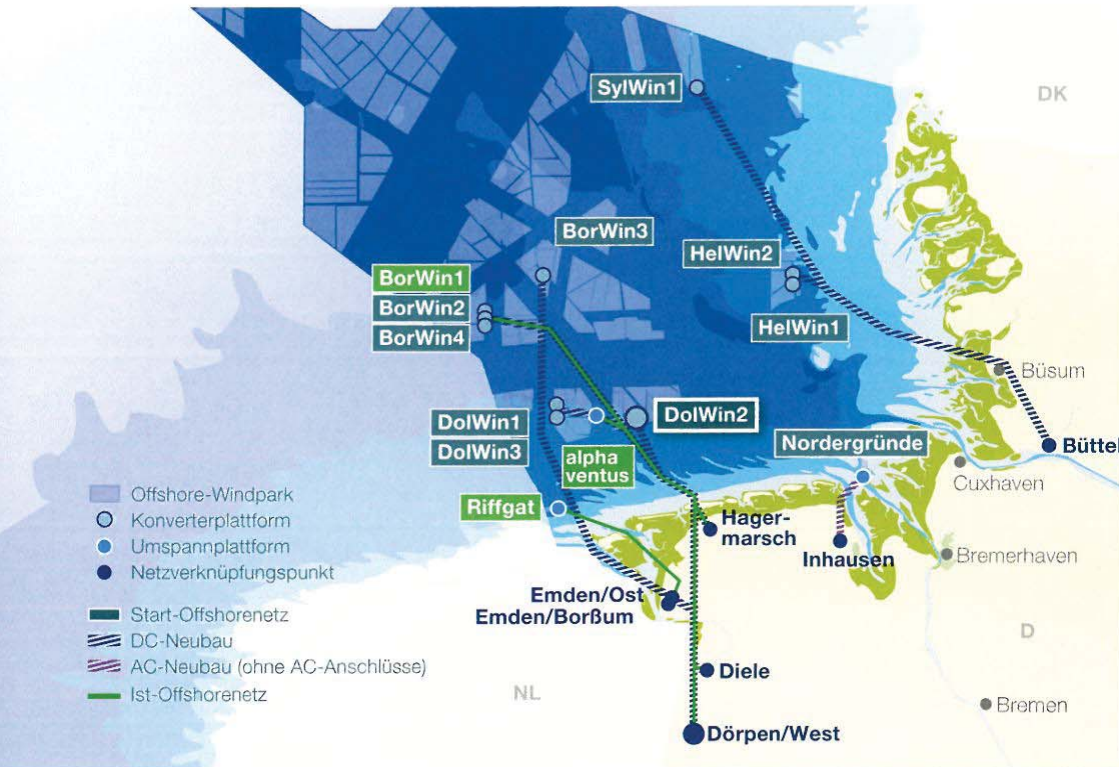 SylWin1
DK
BorWin3
HelWin2
BorWin1
BorWin2
BorWin4
HelWin1
Büsum
DolWin1
DolWin3
DolWin2
alpha
ventus
Nordergründe
Büttel
Cuxhaven
Riffgat
Hager-
marsch
Inhausen
Bremerhaven
Emden/Ost
Emden/Borßum
D
NL
Diele
Bremen
Dörpen/West
Offshore-Windpark
Konverterplattform
Umspannplattform
Netzverknüpfungspunkt
Start-Offshorenetz
DC-Neubau
AC-Neubau (ohne AC-Anschlüsse)
Ist-Offshorenetz